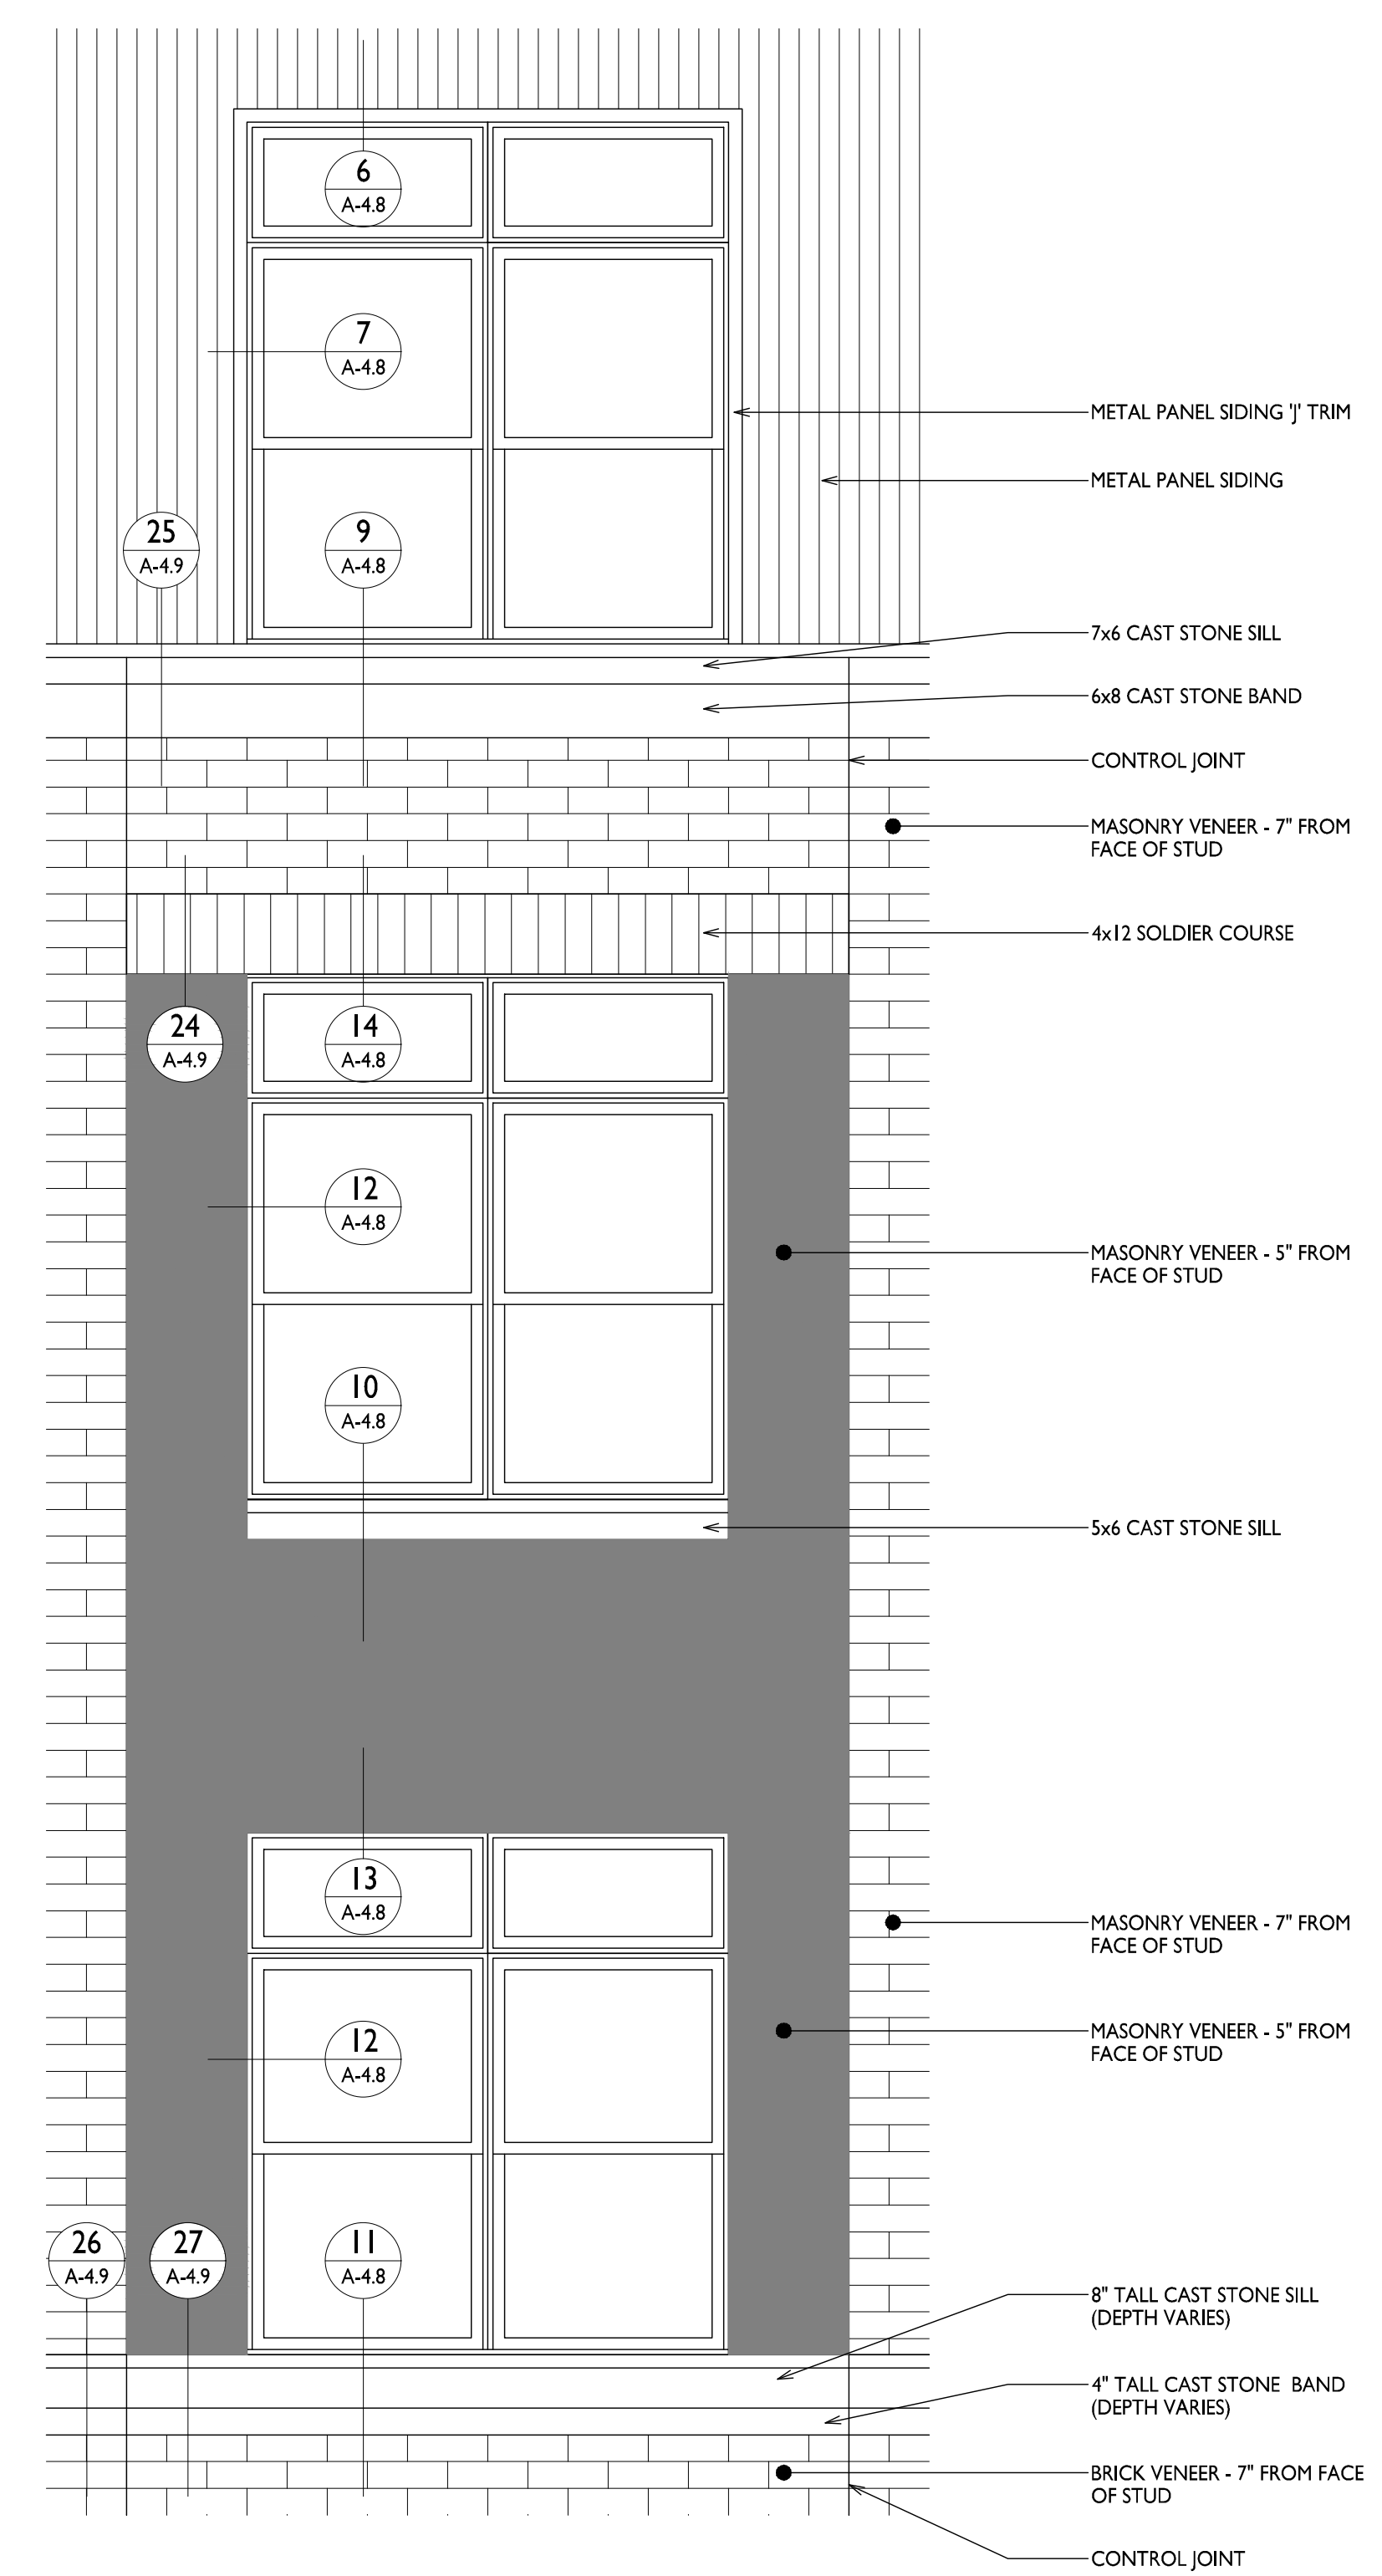 6
A-4.8
7
A-4.8
METAL PANEL SIDING 'J' TRIM
METAL PANEL SIDING
25
A-4.9
9
A-4.8
7x6 CAST STONE SILL
6x8 CAST STONE BAND
CONTROL JOINT
MASONRY VENEER - 7" FROM
FACE OF STUD
4x12 SOLDIER COURSE
24
A-4.9
14
A-4.8
12
A-4.8
MASONRY VENEER - 5" FROM
FACE OF STUD
10
A-4.8
5x6 CAST STONE SILL
13
A-4.8
MASONRY VENEER - 7" FROM
FACE OF STUD
MASONRY VENEER - 5" FROM
FACE OF STUD
12
A-4.8
26
A-4.9
27
A-4.9
11
A-4.8
8" TALL CAST STONE SILL
(DEPTH VARIES)
4" TALL CAST STONE BAND
(DEPTH VARIES)
BRICK VENEER - 7" FROM FACE
OF STUD
CONTROL JOINT